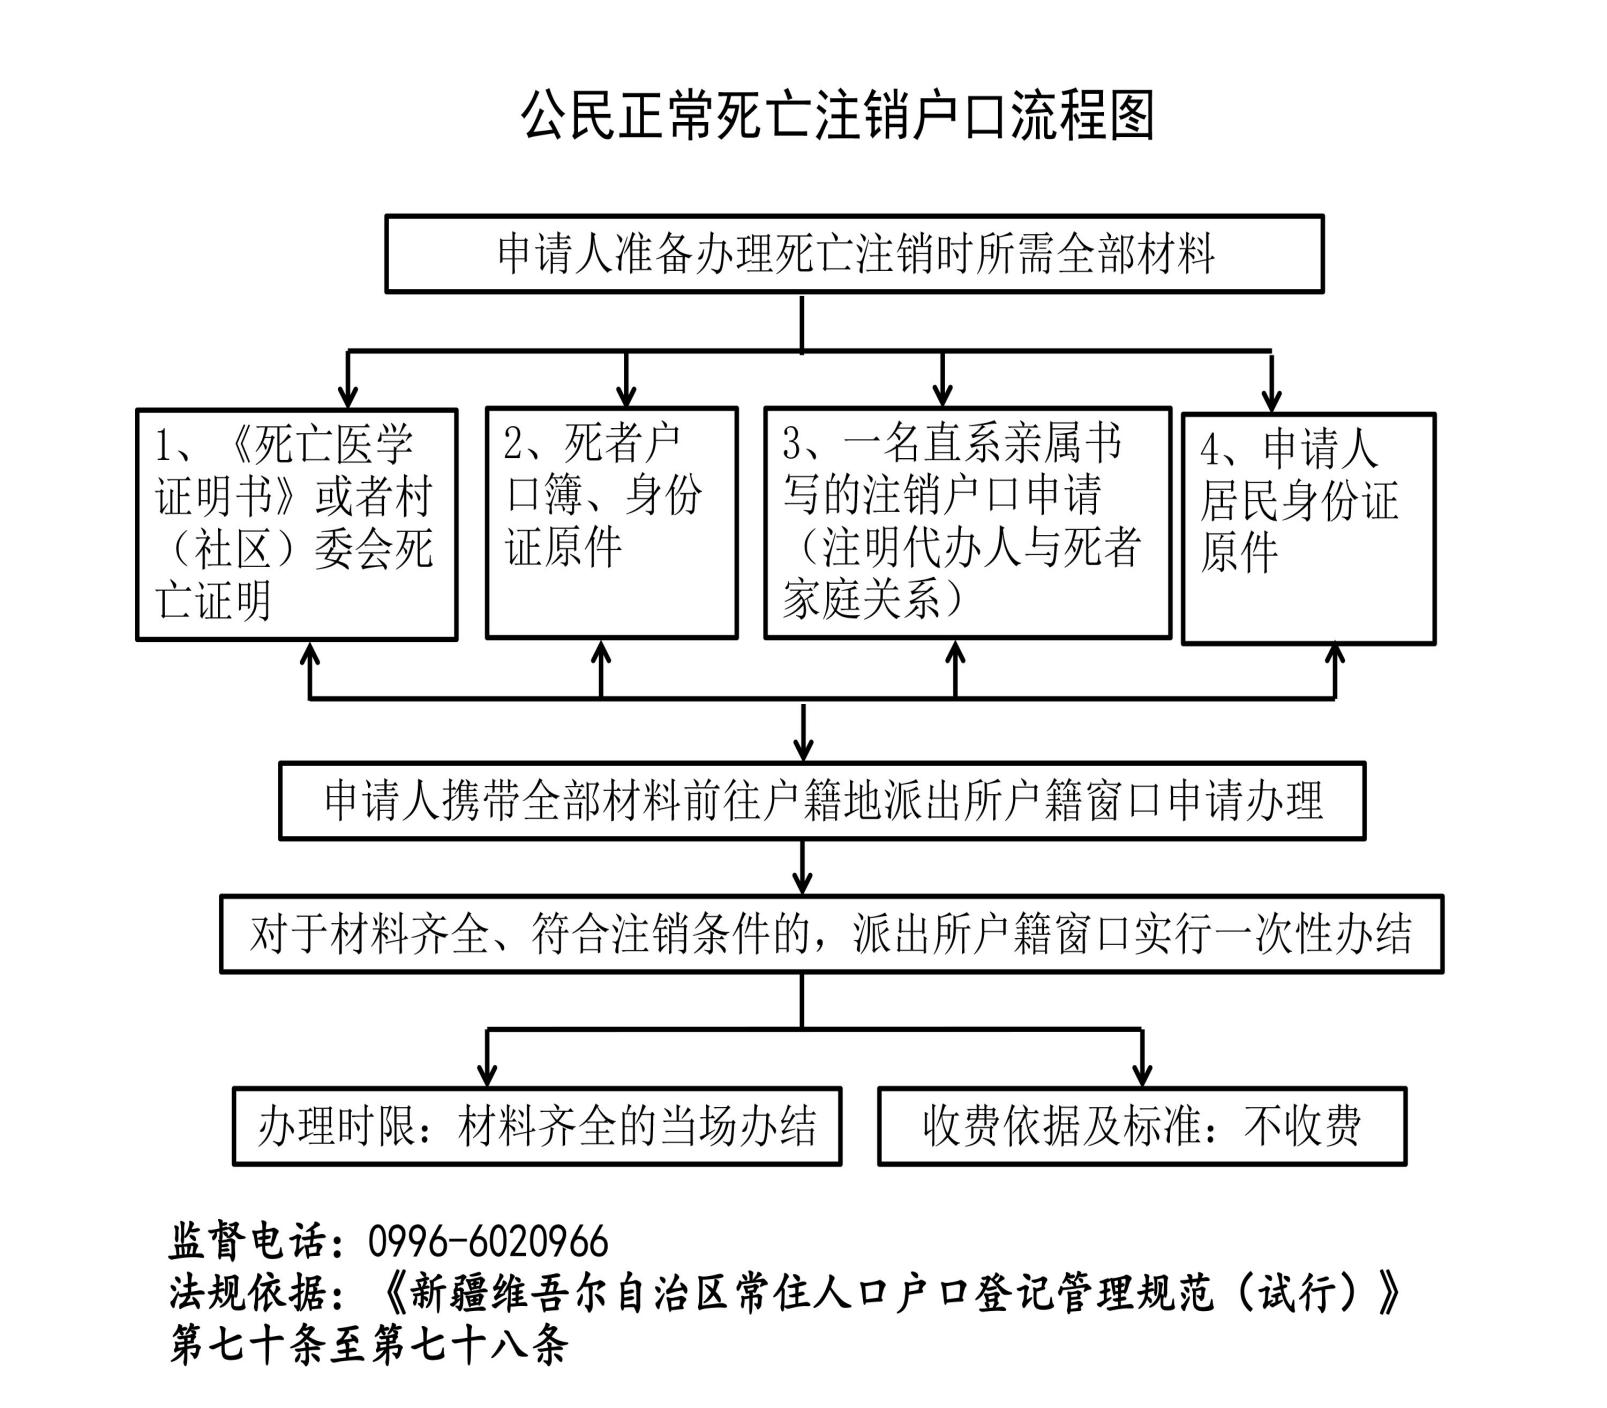 公民正常死亡注销户口流程图
申请人准备办理死亡注销时所需全部材料
1、《死亡医学
证明书》或者村
（社区）委会死
亡证明
2、死者户
口簿、身份
证原件
3、一名直系亲属书
写的注销户口申请
（注明代办人与死者
家庭关系）
4、申请人
居民身份证
原件
申请人携带全部材料前往户籍地派出所户籍窗口申请办理
对于材料齐全、符合注销条件的，派出所户籍窗口实行一次性办结
办理时限：材料齐全的当场办结
收费依据及标准：不收费
监督电话：0996-6020966
法规依据：《新疆维吾尔自治区常住人口户口登记管理规范（试行）》
第七十条至第七十八条